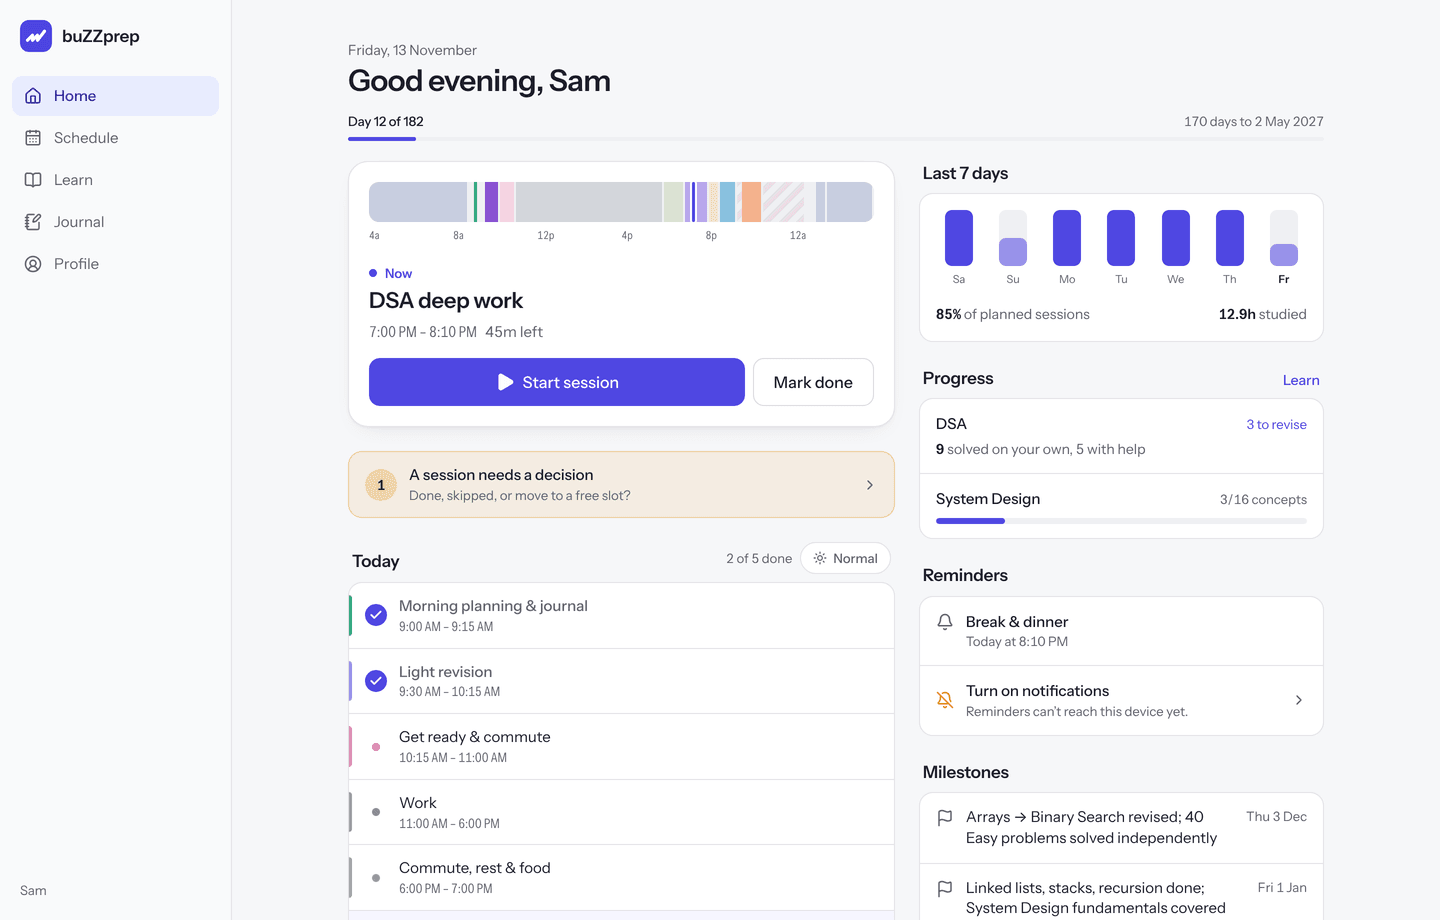 buZZprep
Home
Schedule
Learn
Journal
Profile
Sam
Friday, 13 November
Good evening, Sam
Day 12 of 182
170 days to 2 May 2027
4a 8a 12p 4p 8p 12a
Now
DSA deep work
7:00 PM – 8:10 PM 45m left
Start session
Mark done
1
A session needs a decision
Done, skipped, or move to a free slot?
Today
2 of 5 done
Normal
Morning planning & journal
9:00 AM – 9:15 AM
Light revision
9:30 AM – 10:15 AM
Get ready & commute
10:15 AM – 11:00 AM
Work
11:00 AM – 6:00 PM
Commute, rest & food
6:00 PM – 7:00 PM
Last 7 days
Sa Su Mo Tu We Th Fr
85% of planned sessions
12.9h studied
Progress
Learn
DSA
3 to revise
9 solved on your own, 5 with help
System Design
3/16 concepts
Reminders
Break & dinner
Today at 8:10 PM
Turn on notifications
Reminders can't reach this device yet.
Milestones
Arrays → Binary Search revised; 40
Easy problems solved independently
Thu 3 Dec
Linked lists, stacks, recursion done;
System Design fundamentals covered
Fri 1 Jan